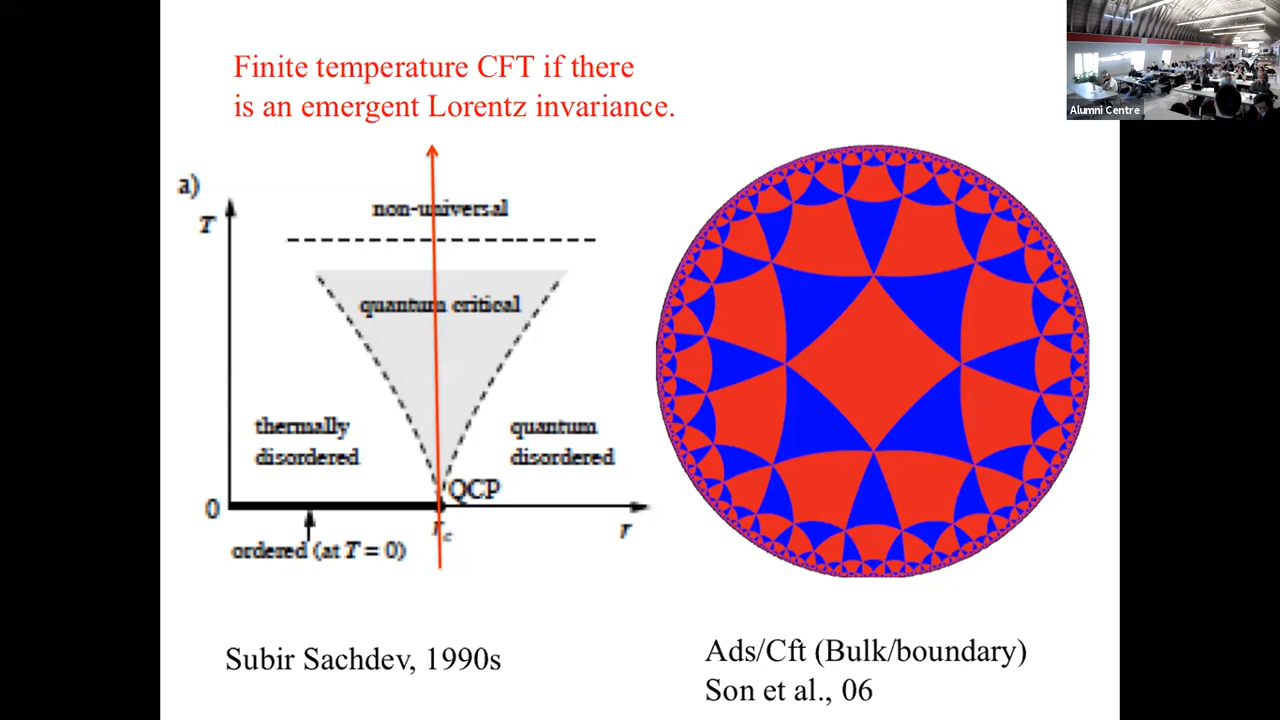 Finite temperature CFT if there
is an emergent Lorentz invariance.
Alumni Centre
a)
T
non-universal
quantum critical
thermally
disordered
quantum
disordered
QCP
0
r_c
r
ordered (at T = 0)
Subir Sachdev, 1990s
Ads/Cft (Bulk/boundary)
Son et al., 06